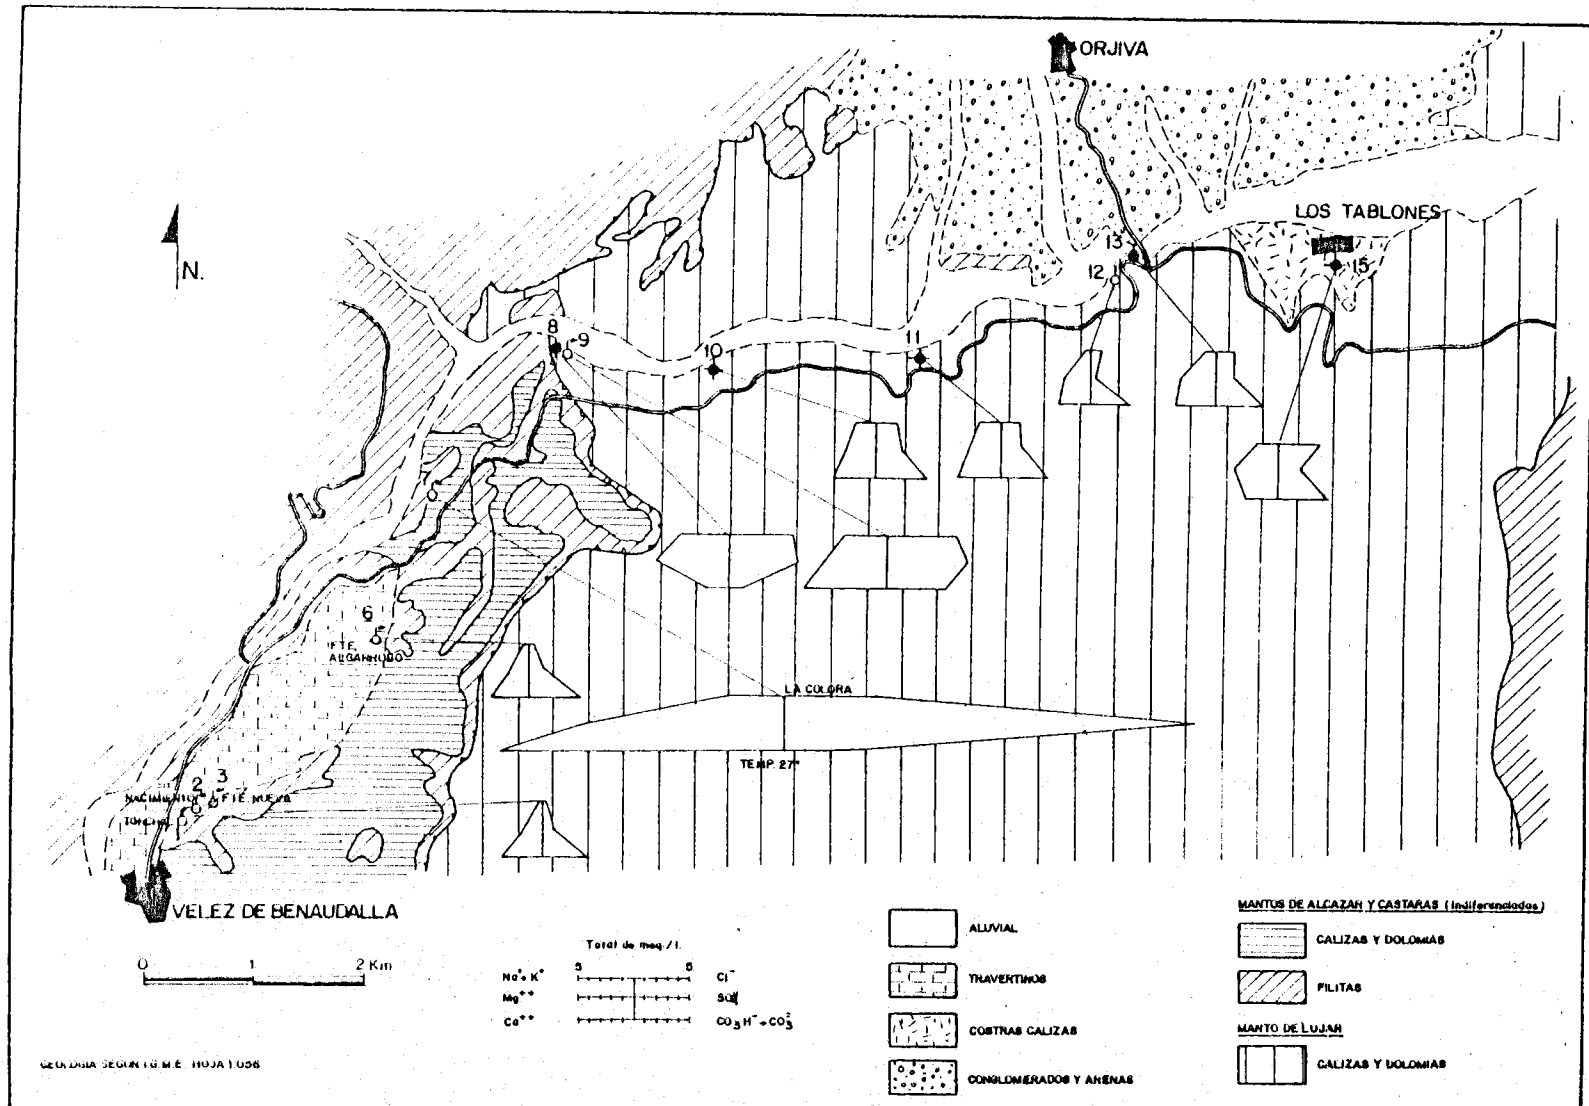 ORJIVA
LOS TABLONES
N.
13
12
15
8
9
10
11
6
FTE.
ALGARROBO
LA COLORA
TEMP. 27°
2
3
NACIMIENTO
FTE. NUEVA
VELEZ DE BENAUDALLA
0 1 2 Km
Total de meq./l.
5 5
Na⁺+K⁺ Cl⁻
Mg⁺⁺
Ca⁺⁺ CO₃H⁻+CO₃²⁻
GEOLOGIA SEGUN I.G.M.E. HOJA 1.056
ALUVIAL
TRAVERTINOS
COSTRAS CALIZAS
CONGLOMERADOS Y ARENAS
MANTOS DE ALCAZAR Y CASTARAS (Indiferenciados)
CALIZAS Y DOLOMIAS
FILITAS
MANTO DE LUJAR
CALIZAS Y DOLOMIAS